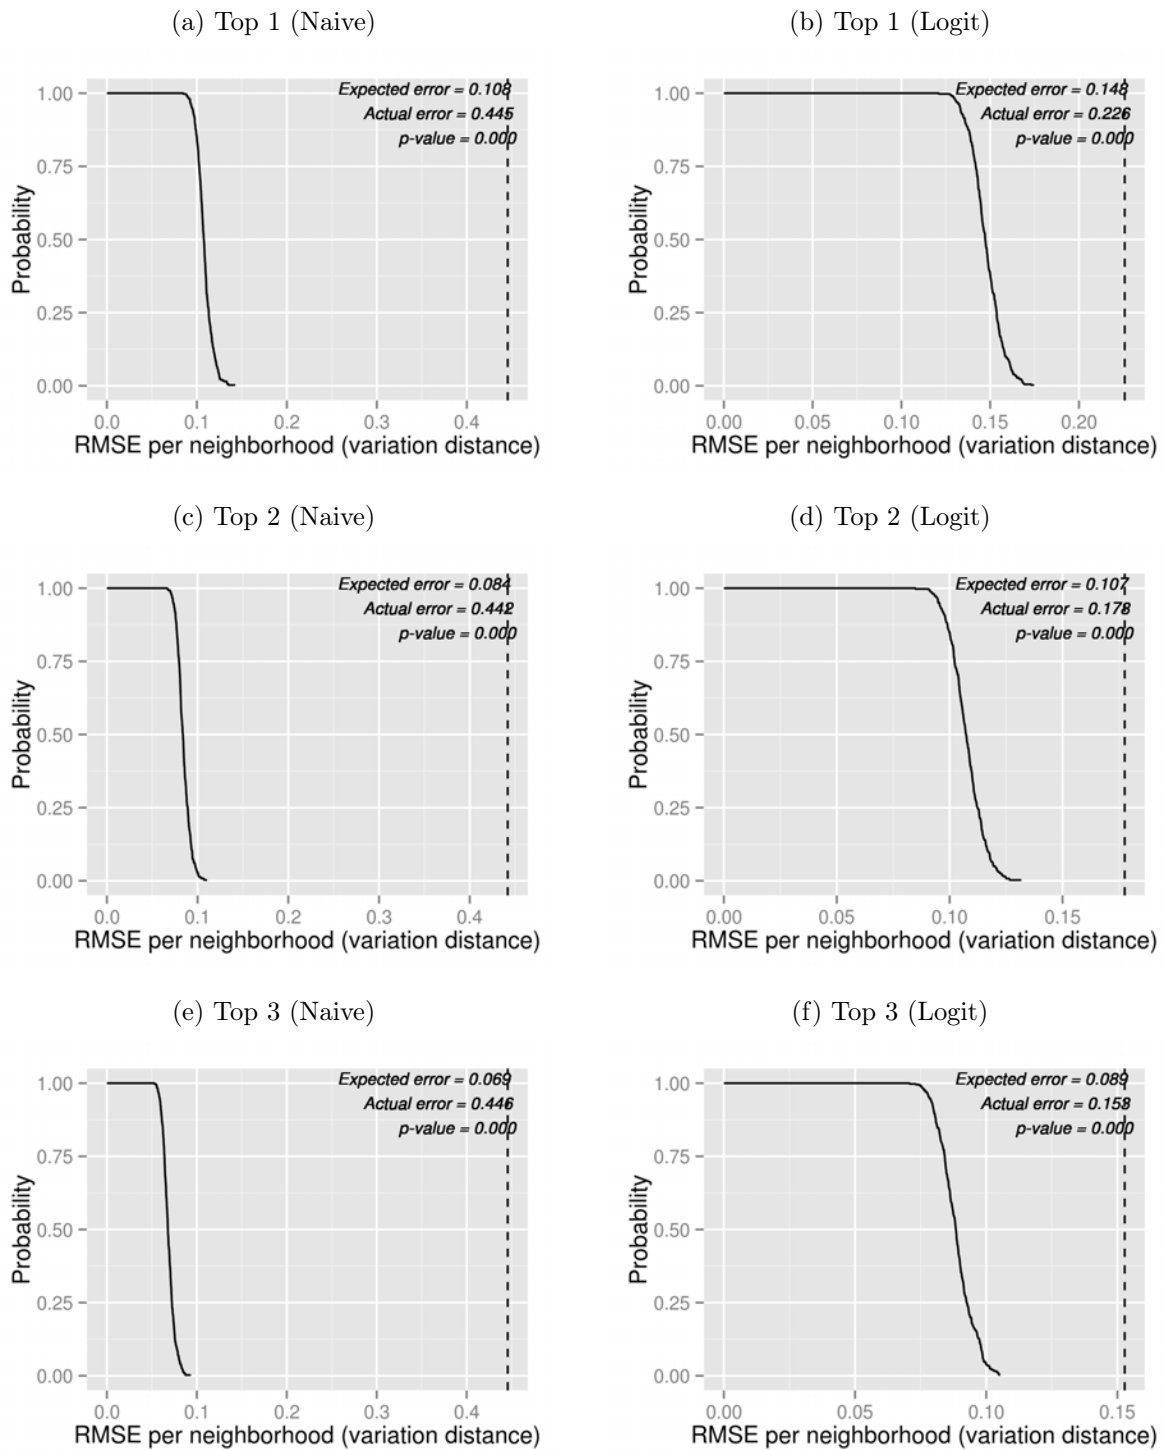 (a) Top 1 (Naive)
Expected error = 0.108
Actual error = 0.445
p-value = 0.000
1.00
0.75
0.50
0.25
0.00
Probability
0.0 0.1 0.2 0.3 0.4
RMSE per neighborhood (variation distance)
(b) Top 1 (Logit)
Expected error = 0.148
Actual error = 0.226
p-value = 0.000
1.00
0.75
0.50
0.25
0.00
Probability
0.00 0.05 0.10 0.15 0.20
RMSE per neighborhood (variation distance)
(c) Top 2 (Naive)
Expected error = 0.084
Actual error = 0.442
p-value = 0.000
1.00
0.75
0.50
0.25
0.00
Probability
0.0 0.1 0.2 0.3 0.4
RMSE per neighborhood (variation distance)
(d) Top 2 (Logit)
Expected error = 0.107
Actual error = 0.178
p-value = 0.000
1.00
0.75
0.50
0.25
0.00
Probability
0.00 0.05 0.10 0.15
RMSE per neighborhood (variation distance)
(e) Top 3 (Naive)
Expected error = 0.069
Actual error = 0.446
p-value = 0.000
1.00
0.75
0.50
0.25
0.00
Probability
0.0 0.1 0.2 0.3 0.4
RMSE per neighborhood (variation distance)
(f) Top 3 (Logit)
Expected error = 0.089
Actual error = 0.153
p-value = 0.000
1.00
0.75
0.50
0.25
0.00
Probability
0.00 0.05 0.10 0.15
RMSE per neighborhood (variation distance)